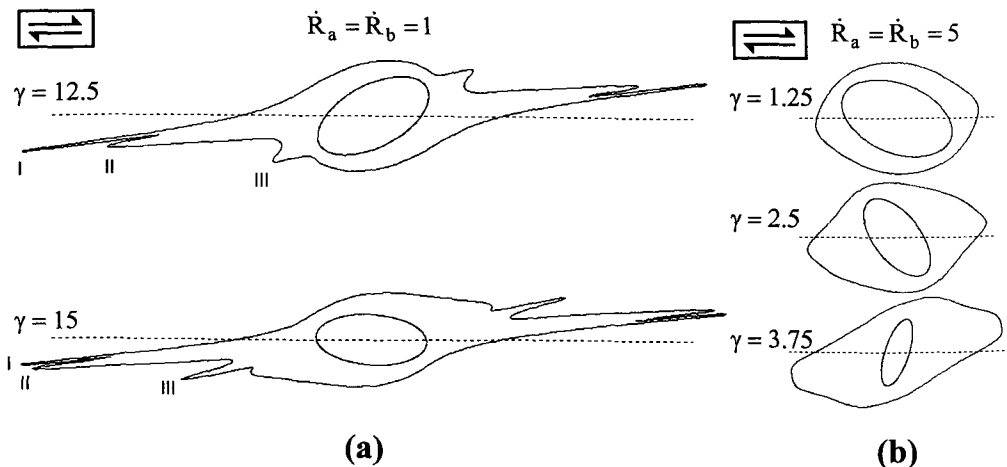 Ṙa = Ṙb = 1
γ = 12.5
I
II
III
γ = 15
I
II
III
(a)
Ṙa = Ṙb = 5
γ = 1.25
γ = 2.5
γ = 3.75
(b)